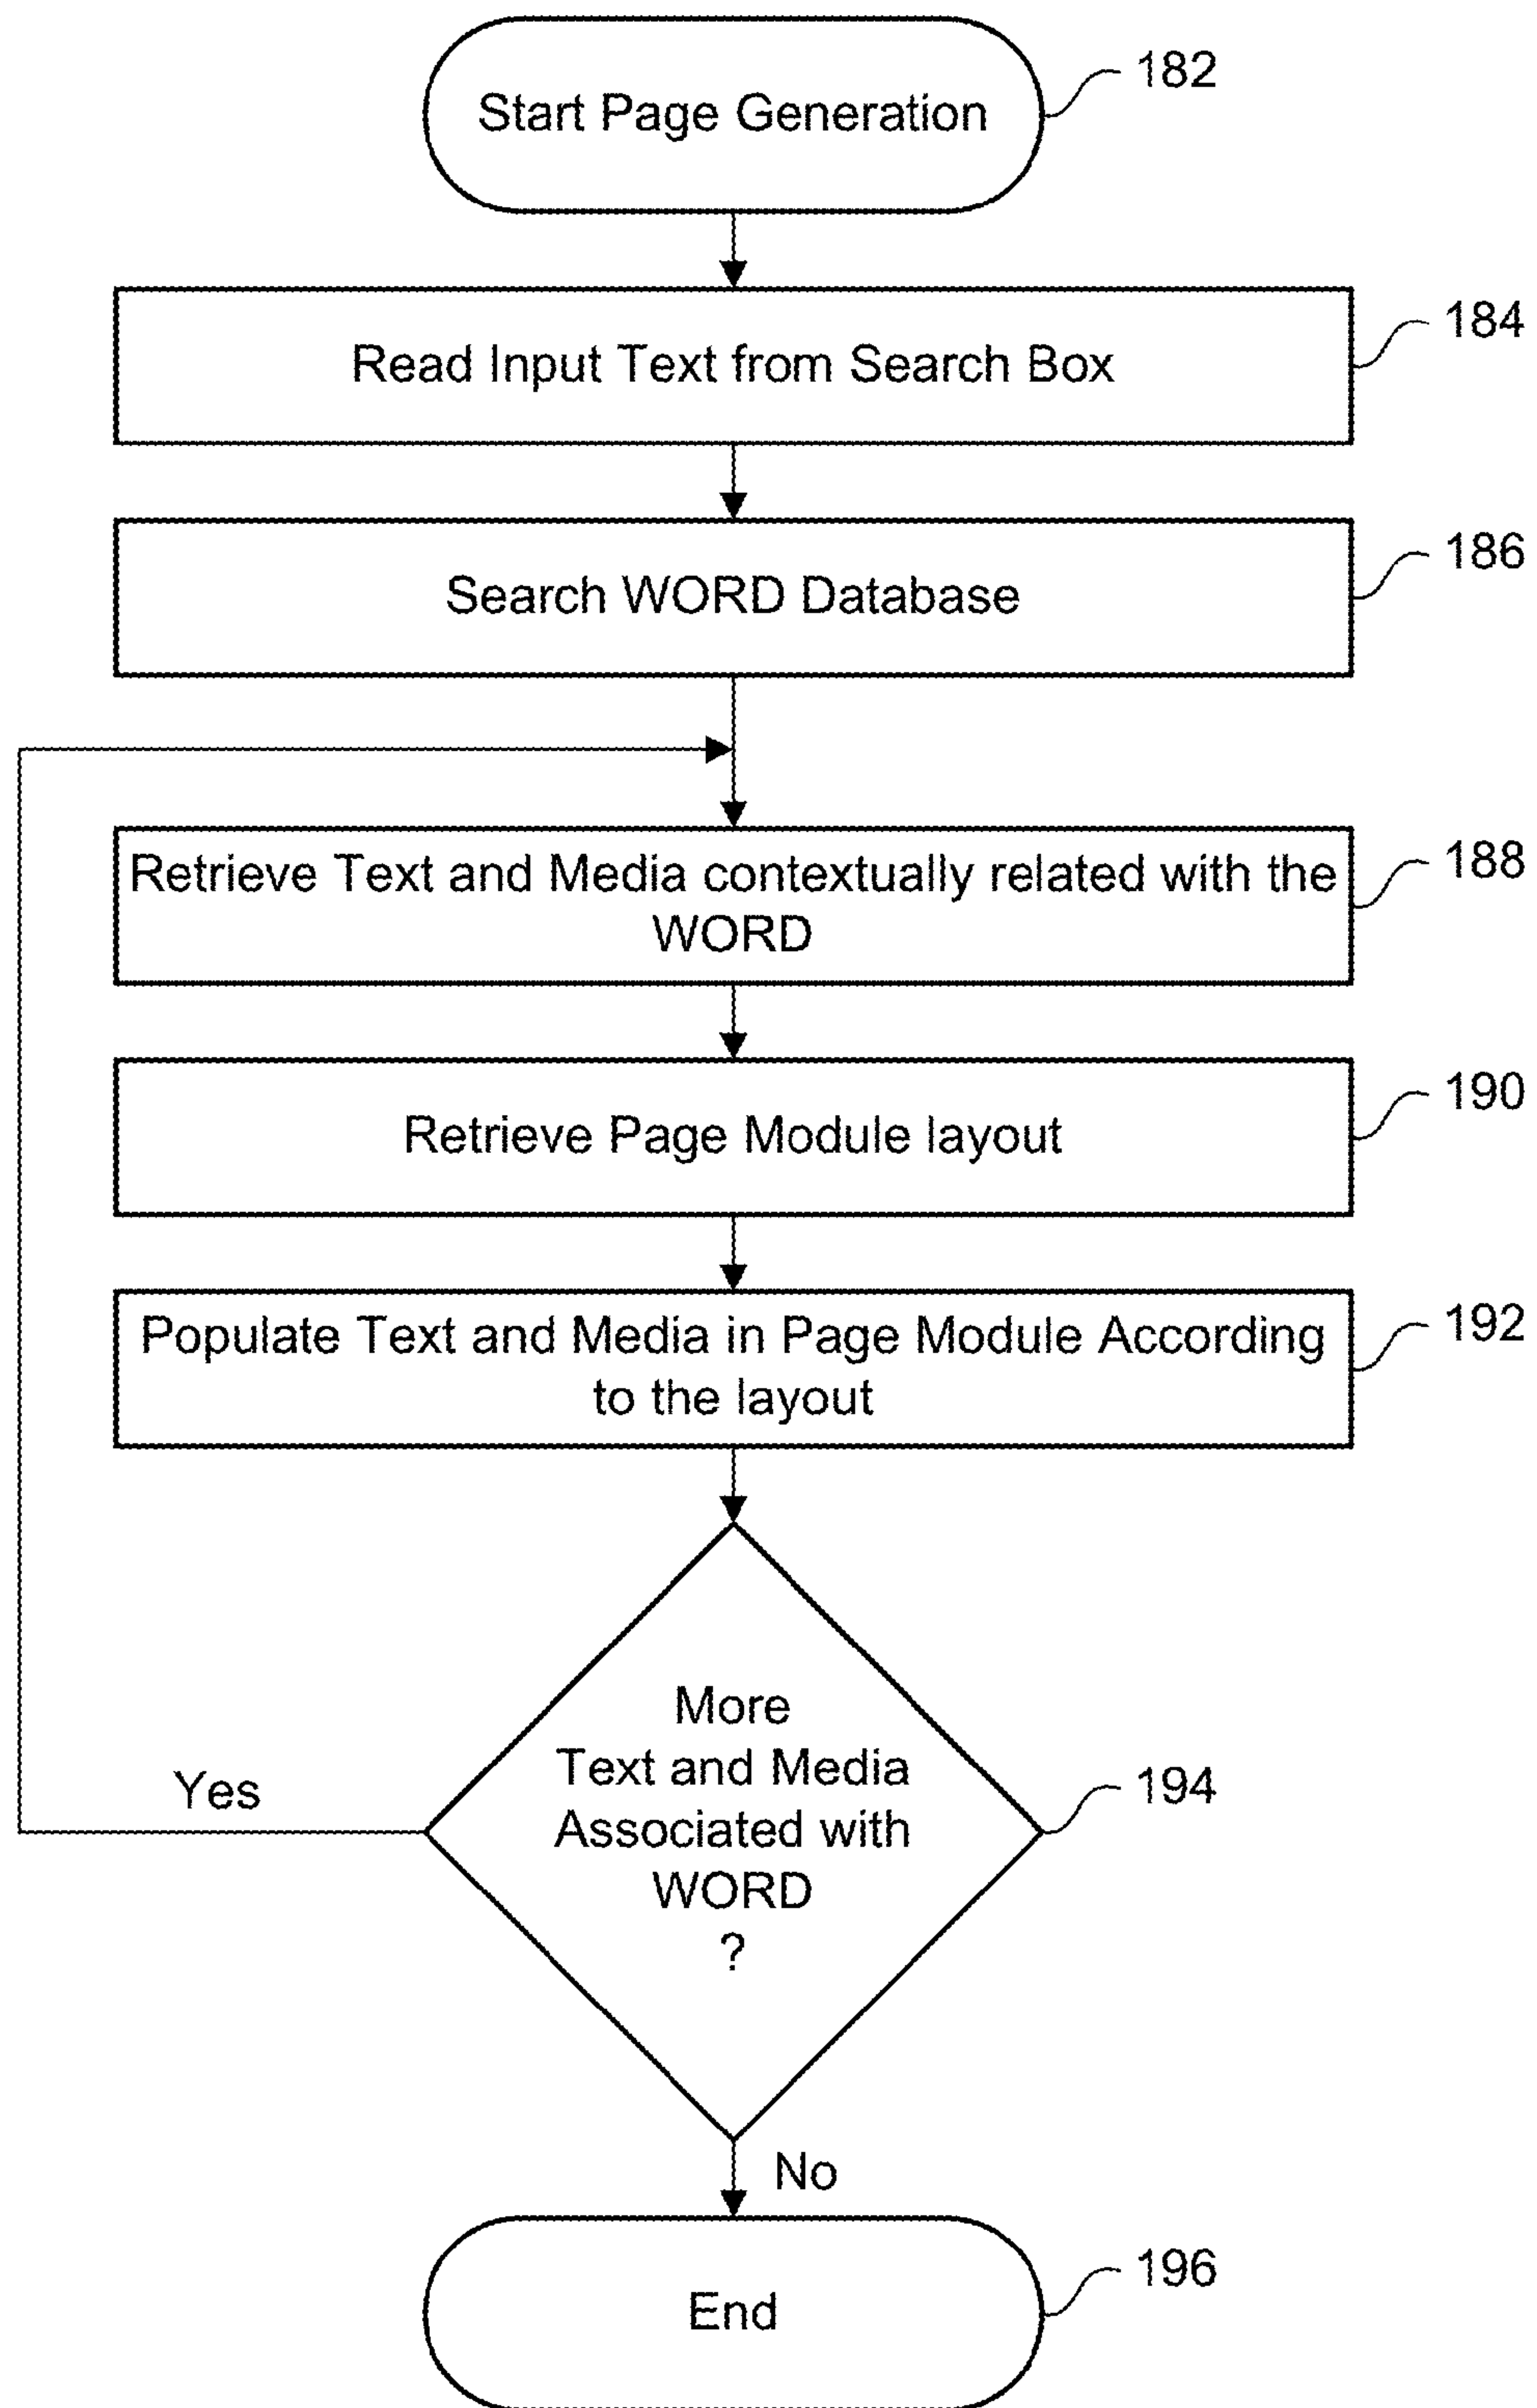 Start Page Generation
182
Read Input Text from Search Box
184
Search WORD Database
186
Retrieve Text and Media contextually related with the
WORD
188
Retrieve Page Module layout
190
Populate Text and Media in Page Module According
to the layout
192
More
Text and Media
Associated with
WORD
?
194
Yes
No
End
196